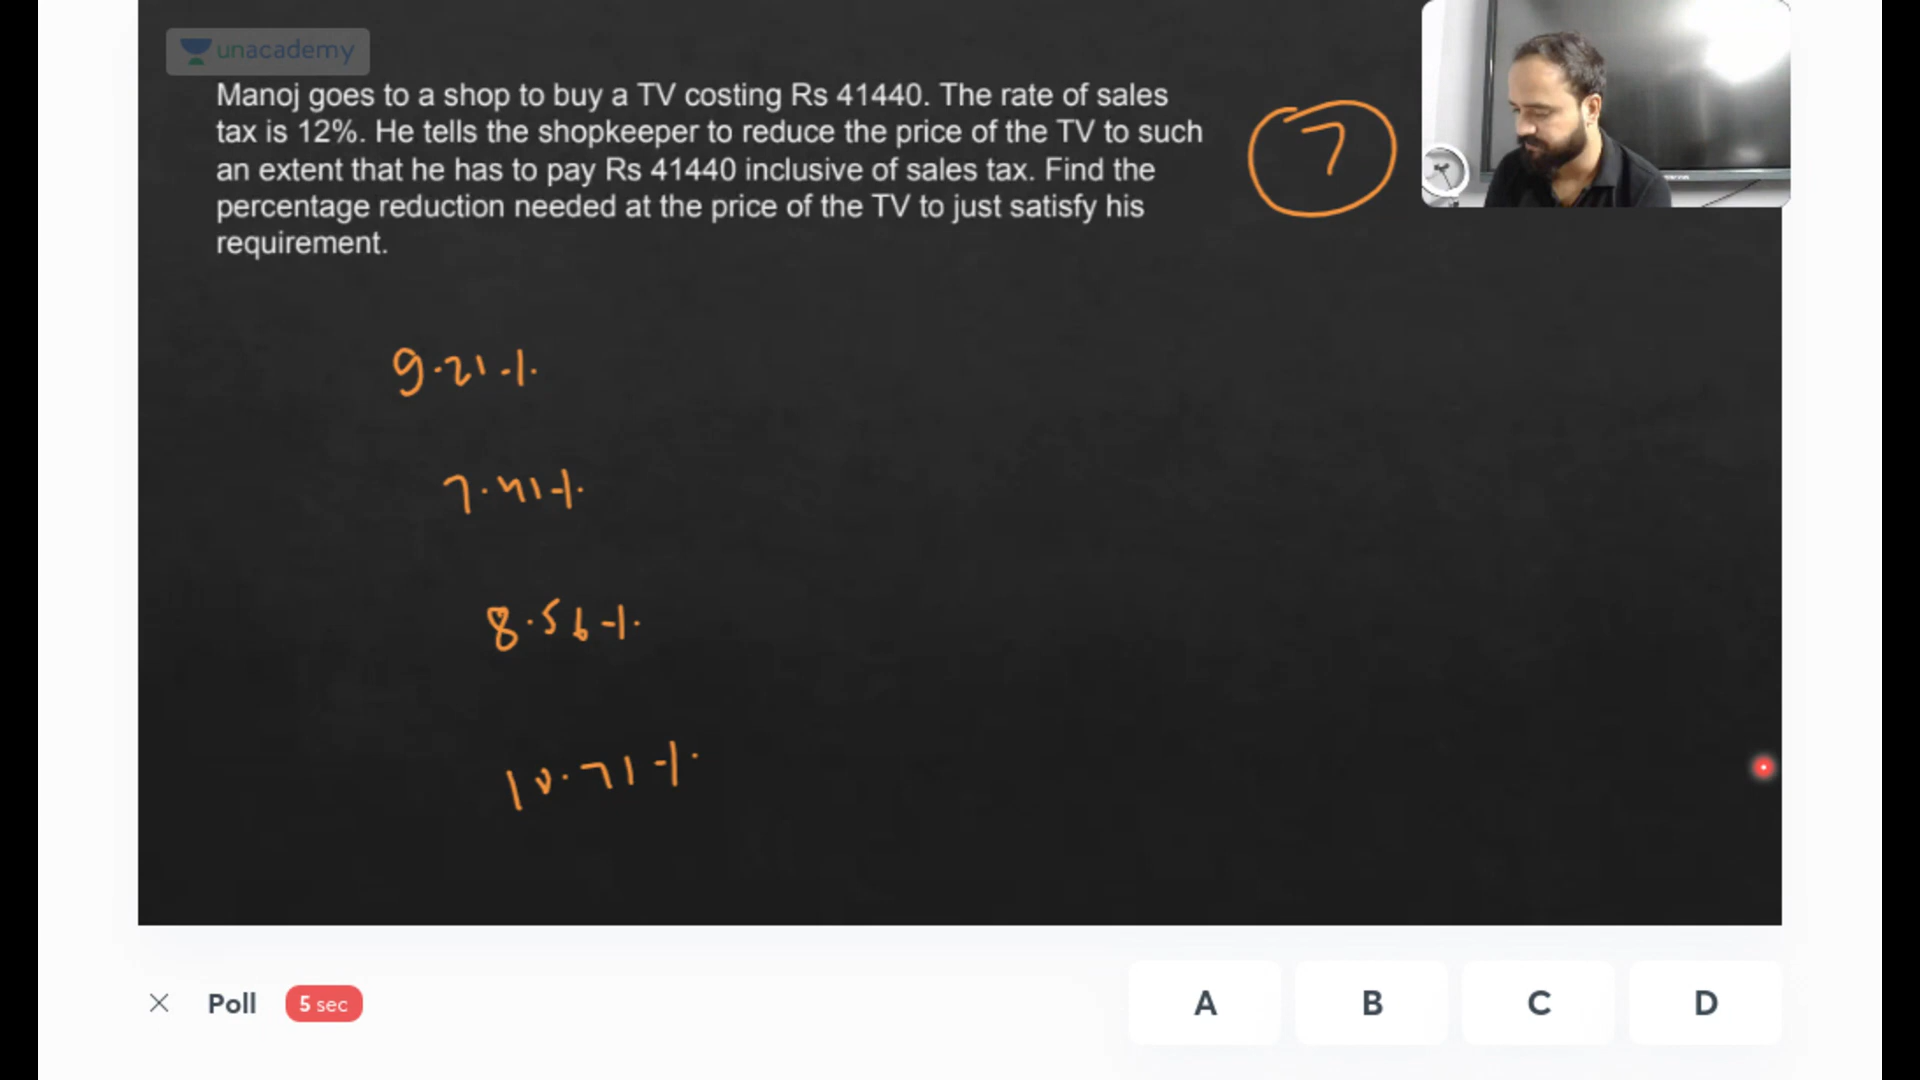 unacademy
Manoj goes to a shop to buy a TV costing Rs 41440. The rate of sales
tax is 12%. He tells the shopkeeper to reduce the price of the TV to such
an extent that he has to pay Rs 41440 inclusive of sales tax. Find the
percentage reduction needed at the price of the TV to just satisfy his
requirement.
7
9.21%
7.41%
8.56%
10.71%
Poll
5 sec
A
B
C
D